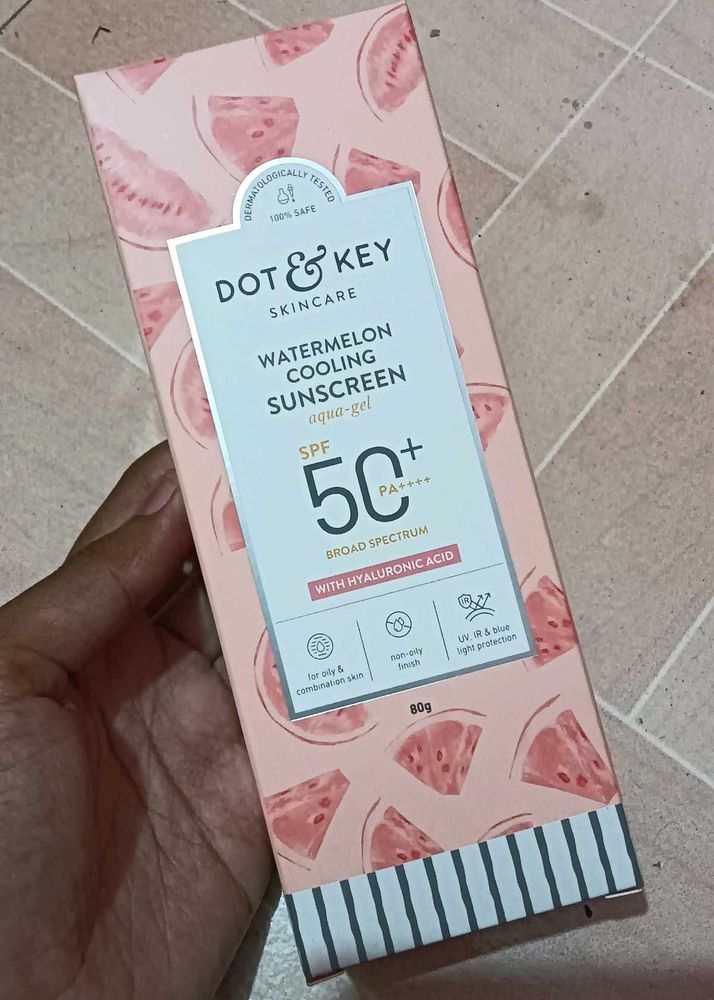 DERMATOLOGICALLY TESTED
100% SAFE
DOT & KEY
SKINCARE
WATERMELON
COOLING
SUNSCREEN
aqua-gel
SPF
50+
PA++++
BROAD SPECTRUM
WITH HYALURONIC ACID
for oily &
combination skin
non-oily
finish
IR
UV, IR & blue
light protection
80g